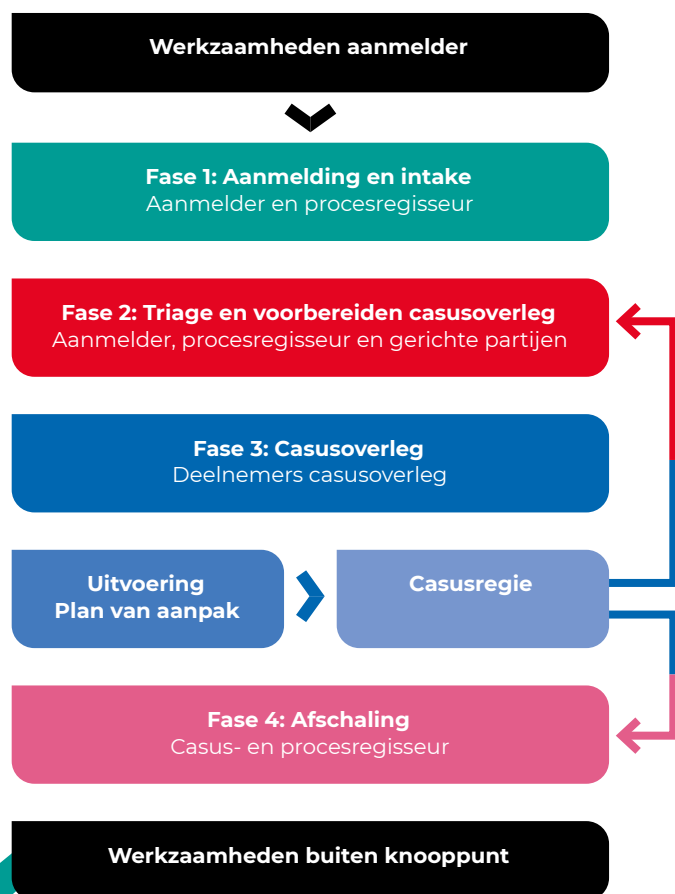 Werkzaamheden aanmelder
Fase 1: Aanmelding en intake
Aanmelder en procesregisseur
Fase 2: Triage en voorbereiden casusoverleg
Aanmelder, procesregisseur en gerichte partijen
Fase 3: Casusoverleg
Deelnemers casusoverleg
Uitvoering
Plan van aanpak
Casusregie
Fase 4: Afschaling
Casus- en procesregisseur
Werkzaamheden buiten knooppunt